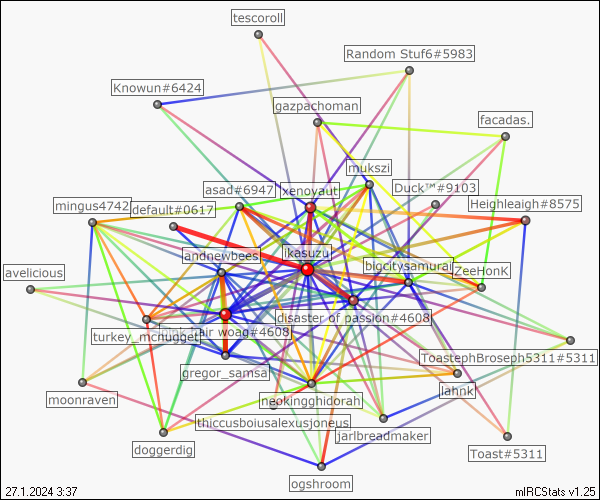 tescoroll
Random Stuf6#5983
Knowun#6424
gazpachoman
facadas.
mukszi
Duck™#9103
asad#6947
xenoyaut
Heighleaigh#8575
mingus4742
default#0617
ikasuzu
andnewbees
bigcitysamurai
ZeeHonK
avelicious
disaster of passion#4608
hair woag#4608
turkey_mcnugget
ToastephBroseph5311#5311
gregor_samsa
lahnk
moonraven
neokingghidorah
thiccusboiusalexusjoneus
jarlbreadmaker
doggerdig
Toast#5311
ogshroom
27.1.2024 3:37
mIRCStats v1.25